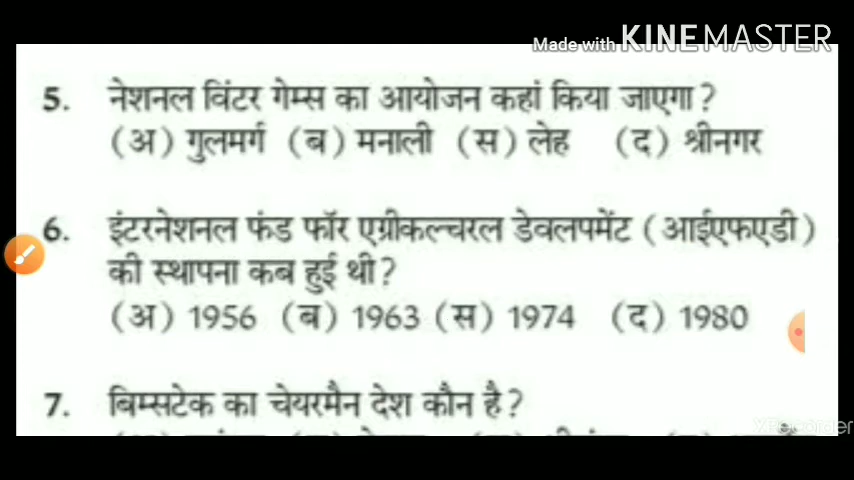 Made with KINEMASTER
5. नेशनल विंटर गेम्स का आयोजन कहां किया जाएगा?
(अ) गुलमर्ग (ब) मनाली (स) लेह (द) श्रीनगर
6. इंटरनेशनल फंड फॉर एग्रीकल्चरल डेवलपमेंट (आईएफएडी)
की स्थापना कब हुई थी?
(अ) 1956 (ब) 1963 (स) 1974 (द) 1980
7. बिम्सटेक का चेयरमैन देश कौन है?